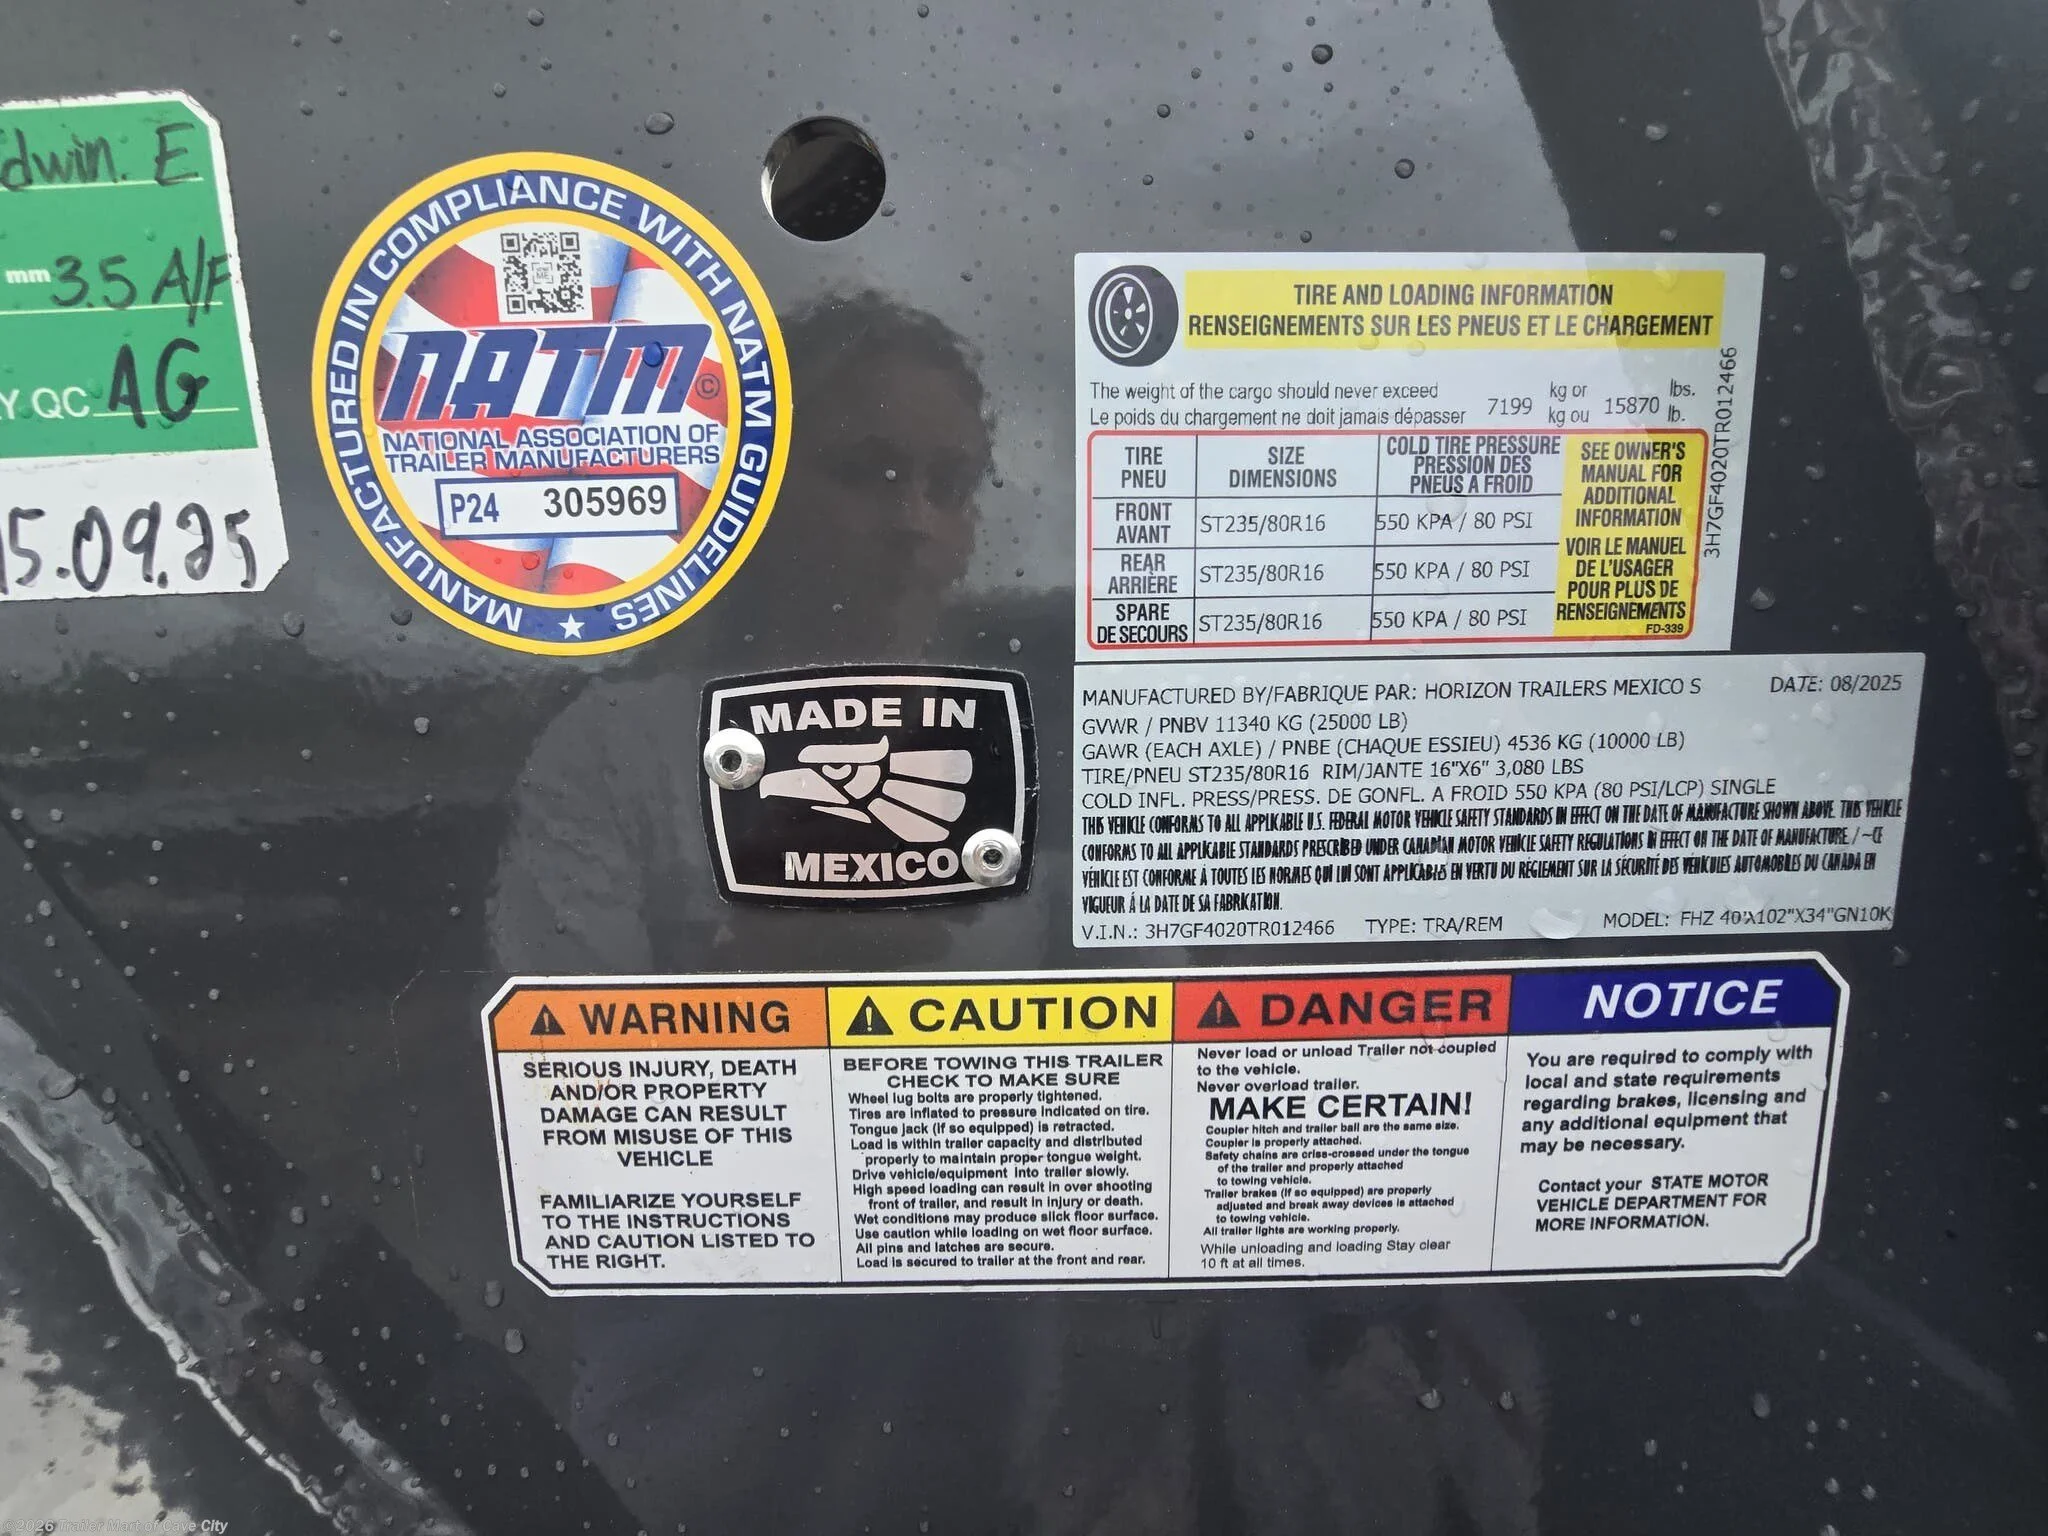 dwin. E
mm 3.5 A/F
Y QC AG
15.09.25
MANUFACTURED IN COMPLIANCE WITH NATM GUIDELINES ★
NATM ©
NATIONAL ASSOCIATION OF
TRAILER MANUFACTURERS
P24 305969
MADE IN
MEXICO
TIRE AND LOADING INFORMATION
RENSEIGNEMENTS SUR LES PNEUS ET LE CHARGEMENT
The weight of the cargo should never exceed kg or lbs.
Le poids du chargement ne doit jamais dépasser 7199 kg ou 15870 lb.
TIRE SIZE COLD TIRE PRESSURE
PNEU DIMENSIONS PRESSION DES
PNEUS A FROID
FRONT
AVANT ST235/80R16 550 KPA / 80 PSI
REAR
ARRIÈRE ST235/80R16 550 KPA / 80 PSI
SPARE
DE SECOURS ST235/80R16 550 KPA / 80 PSI
SEE OWNER'S
MANUAL FOR
ADDITIONAL
INFORMATION
VOIR LE MANUEL
DE L'USAGER
POUR PLUS DE
RENSEIGNEMENTS
FD-339
3H7GF4020TR012466
MANUFACTURED BY/FABRIQUE PAR: HORIZON TRAILERS MEXICO S DATE: 08/2025
GVWR / PNBV 11340 KG (25000 LB)
GAWR (EACH AXLE) / PNBE (CHAQUE ESSIEU) 4536 KG (10000 LB)
TIRE/PNEU ST235/80R16 RIM/JANTE 16"X6" 3,080 LBS
COLD INFL. PRESS/PRESS. DE GONFL. A FROID 550 KPA (80 PSI/LCP) SINGLE
THIS VEHICLE CONFORMS TO ALL APPLICABLE U.S. FEDERAL MOTOR VEHICLE SAFETY STANDARDS IN EFFECT ON THE DATE OF MANUFACTURE SHOWN ABOVE. THIS VEHICLE
CONFORMS TO ALL APPLICABLE STANDARDS PRESCRIBED UNDER CANADIAN MOTOR VEHICLE SAFETY REGULATIONS IN EFFECT ON THE DATE OF MANUFACTURE. / ~CE
VÉHICLE EST CONFORME À TOUTES LES NORMES QUI LUI SONT APPLICABLES EN VERTU DU RÉGLEMENT SUR LA SÉCURITÉ DES VÉHICULES AUTOMOBILES DU CANADA EN
VIGUEUR À LA DATE DE SA FABRICATION.
V.I.N.: 3H7GF4020TR012466 TYPE: TRA/REM MODEL: FHZ 40'X102"X34"GN10K
WARNING
SERIOUS INJURY, DEATH
AND/OR PROPERTY
DAMAGE CAN RESULT
FROM MISUSE OF THIS
VEHICLE
FAMILIARIZE YOURSELF
TO THE INSTRUCTIONS
AND CAUTION LISTED TO
THE RIGHT.
CAUTION
BEFORE TOWING THIS TRAILER
CHECK TO MAKE SURE
Wheel lug bolts are properly tightened.
Tires are inflated to pressure indicated on tire.
Tongue jack (if so equipped) is retracted.
Load is within trailer capacity and distributed
properly to maintain proper tongue weight.
Drive vehicle/equipment into trailer slowly.
High speed loading can result in over shooting
front of trailer, and result in injury or death.
Wet conditions may produce slick floor surface.
Use caution while loading on wet floor surface.
All pins and latches are secure.
Load is secured to trailer at the front and rear.
DANGER
Never load or unload Trailer not coupled
to the vehicle.
Never overload trailer.
MAKE CERTAIN!
Coupler hitch and trailer ball are the same size.
Coupler is properly attached.
Safety chains are criss-crossed under the tongue
of the trailer and properly attached
to towing vehicle.
Trailer brakes (if so equipped) are properly
adjusted and break away devices is attached
to towing vehicle.
All trailer lights are working properly.
While unloading and loading Stay clear
10 ft at all times.
NOTICE
You are required to comply with
local and state requirements
regarding brakes, licensing and
any additional equipment that
may be necessary.
Contact your STATE MOTOR
VEHICLE DEPARTMENT FOR
MORE INFORMATION.
©2026 Trailer Mart of Cave City